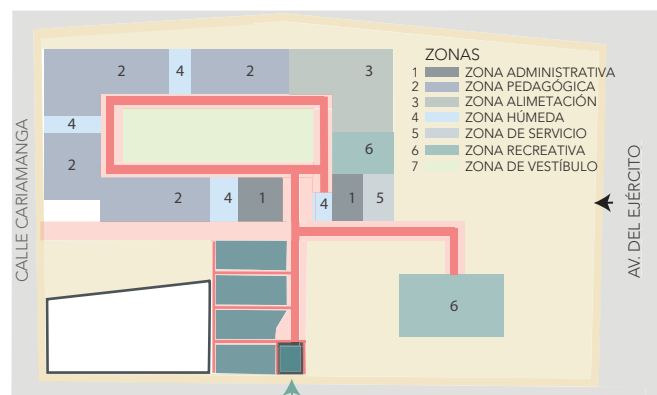 ZONAS
1 ZONA ADMINISTRATIVA
2 ZONA PEDAGÓGICA
3 ZONA ALIMETACIÓN
4 ZONA HÚMEDA
5 ZONA DE SERVICIO
6 ZONA RECREATIVA
7 ZONA DE VESTÍBULO
2 4 2 3
4
6
2
2 4 1 4 1 5
6
CALLE CARIAMANGA
AV. DEL EJÉRCITO